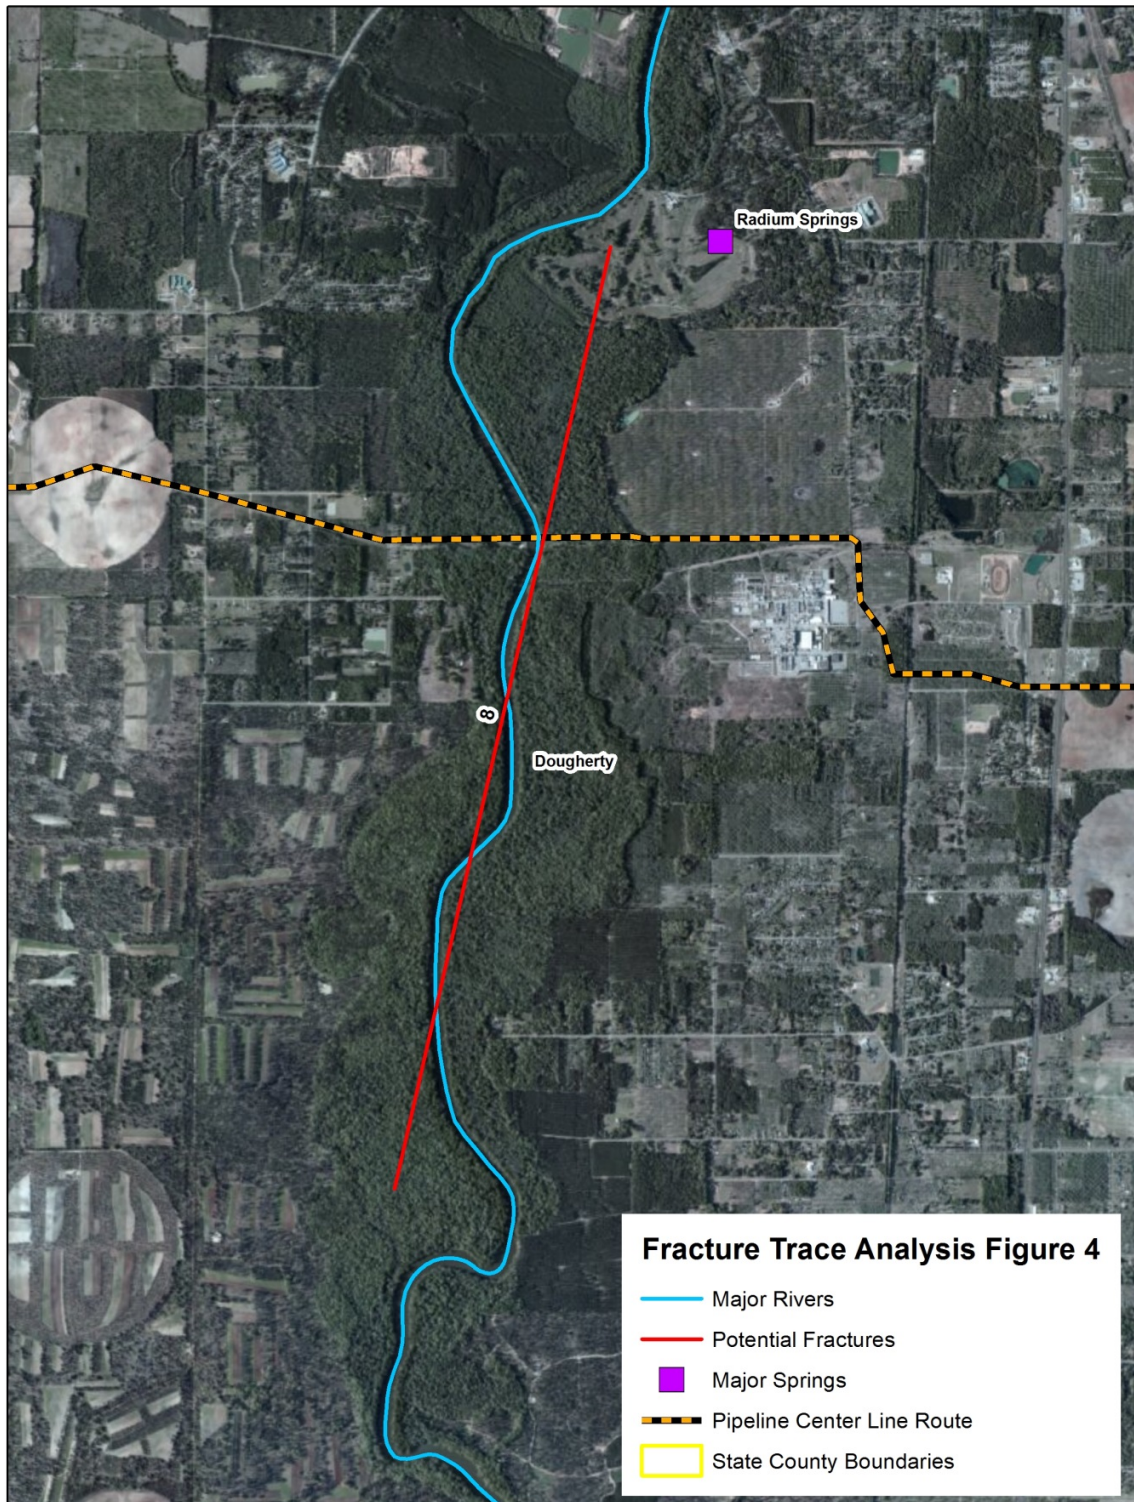 Radium Springs
8
Dougherty
Fracture Trace Analysis Figure 4
Major Rivers
Potential Fractures
Major Springs
Pipeline Center Line Route
State County Boundaries